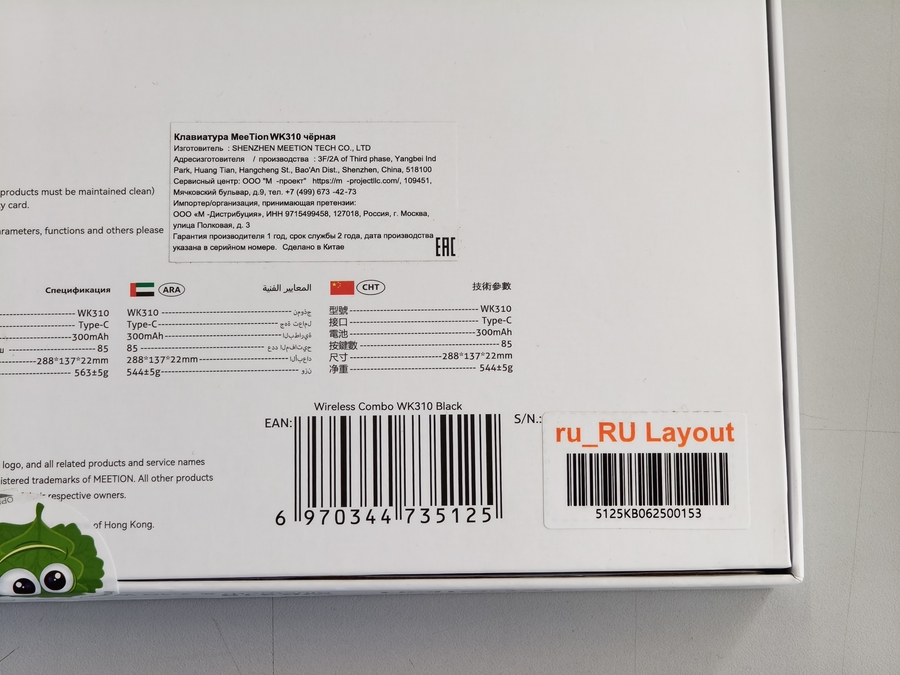 Клавиатура MeeTion WK310 чёрная
Изготовитель : SHENZHEN MEETION TECH CO., LTD
Адресизготовителя / производства : 3F/2A of Third phase, Yangbei Ind
Park, Huang Tian, Hangcheng St., Bao'An Dist., Shenzhen, China, 518100
Сервисный центр: ООО "М -проект" https://m -projectllc.com/, 109451,
Мячковский бульвар, д.9, тел. +7 (499) 673 -42-73
Импортер/организация, принимающая претензии:
ООО «М -Дистрибуция», ИНН 9715499458, 127018, Россия, г. Москва,
улица Полковая, д. 3
Гарантия производителя 1 год, срок службы 2 года, дата производства
указана в серийном номере. Сделано в Китае
EAC
products must be maintained clean)
y card.
arameters, functions and others please
Спецификация
WK310
Type-C
300mAh
85
288*137*22mm
563±5g
ARA المعايير الفنية
WK310
Type-C
300mAh
85
288*137*22mm
544±5g
CHT 技術參數
型號 WK310
接口 Type-C
電池 300mAh
按鍵數 85
尺寸 288*137*22mm
净重 544±5g
Wireless Combo WK310 Black
EAN:
6 970344 735125
S/N.:
ru_RU Layout
5125KB062500153
logo, and all related products and service names
istered trademarks of MEETION. All other products
respective owners.
of Hong Kong.